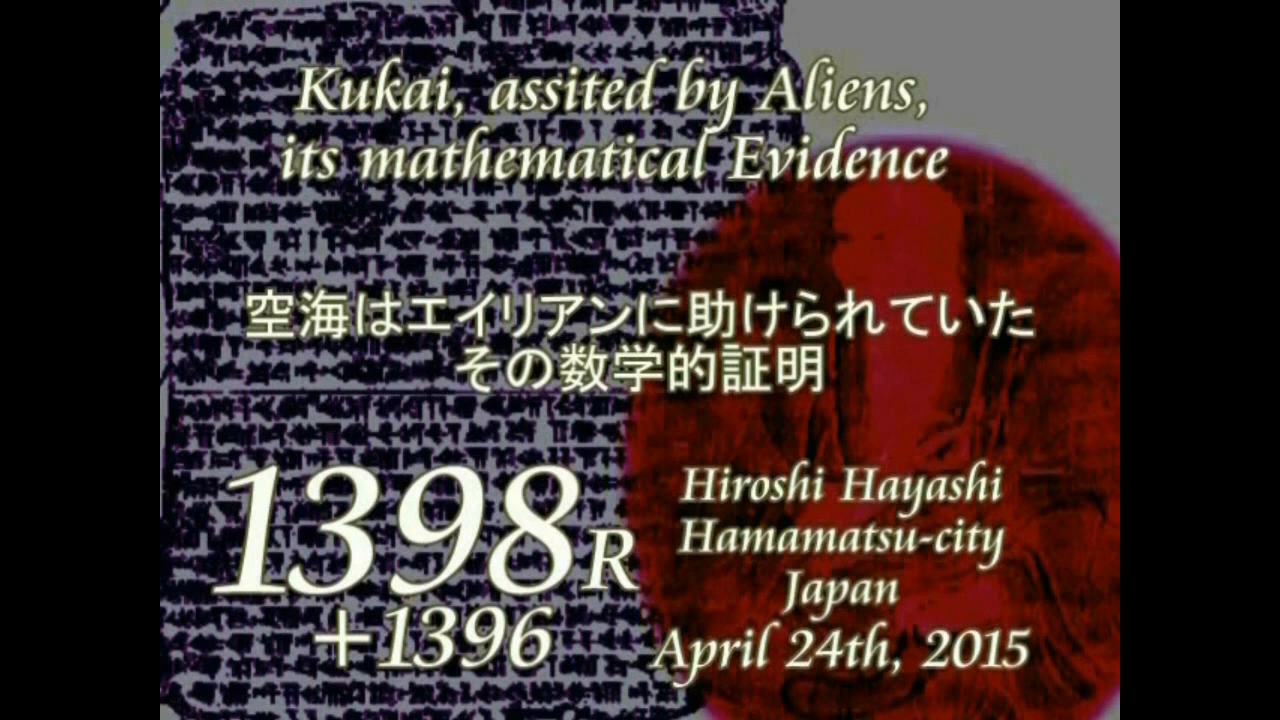 Kukai, assited by Aliens,
its mathematical Evidence
空海はエイリアンに助けられていた
その数学的証明
1398R
+1396
Hiroshi Hayashi
Hamamatsu-city
Japan
April 24th, 2015